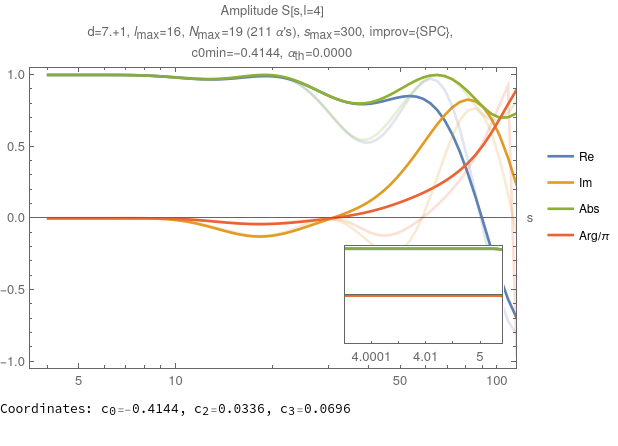 Amplitude S[s,l=4]
d=7.+1, lmax=16, Nmax=19 (211 α's), smax=300, improv={SPC},
c0min=-0.4144, αth=0.0000
1.0
0.5
0.0
-0.5
-1.0
5
10
50
100
s
4.0001
4.01
5
Re
Im
Abs
Arg/π
Coordinates: c0=-0.4144, c2=0.0336, c3=0.0696